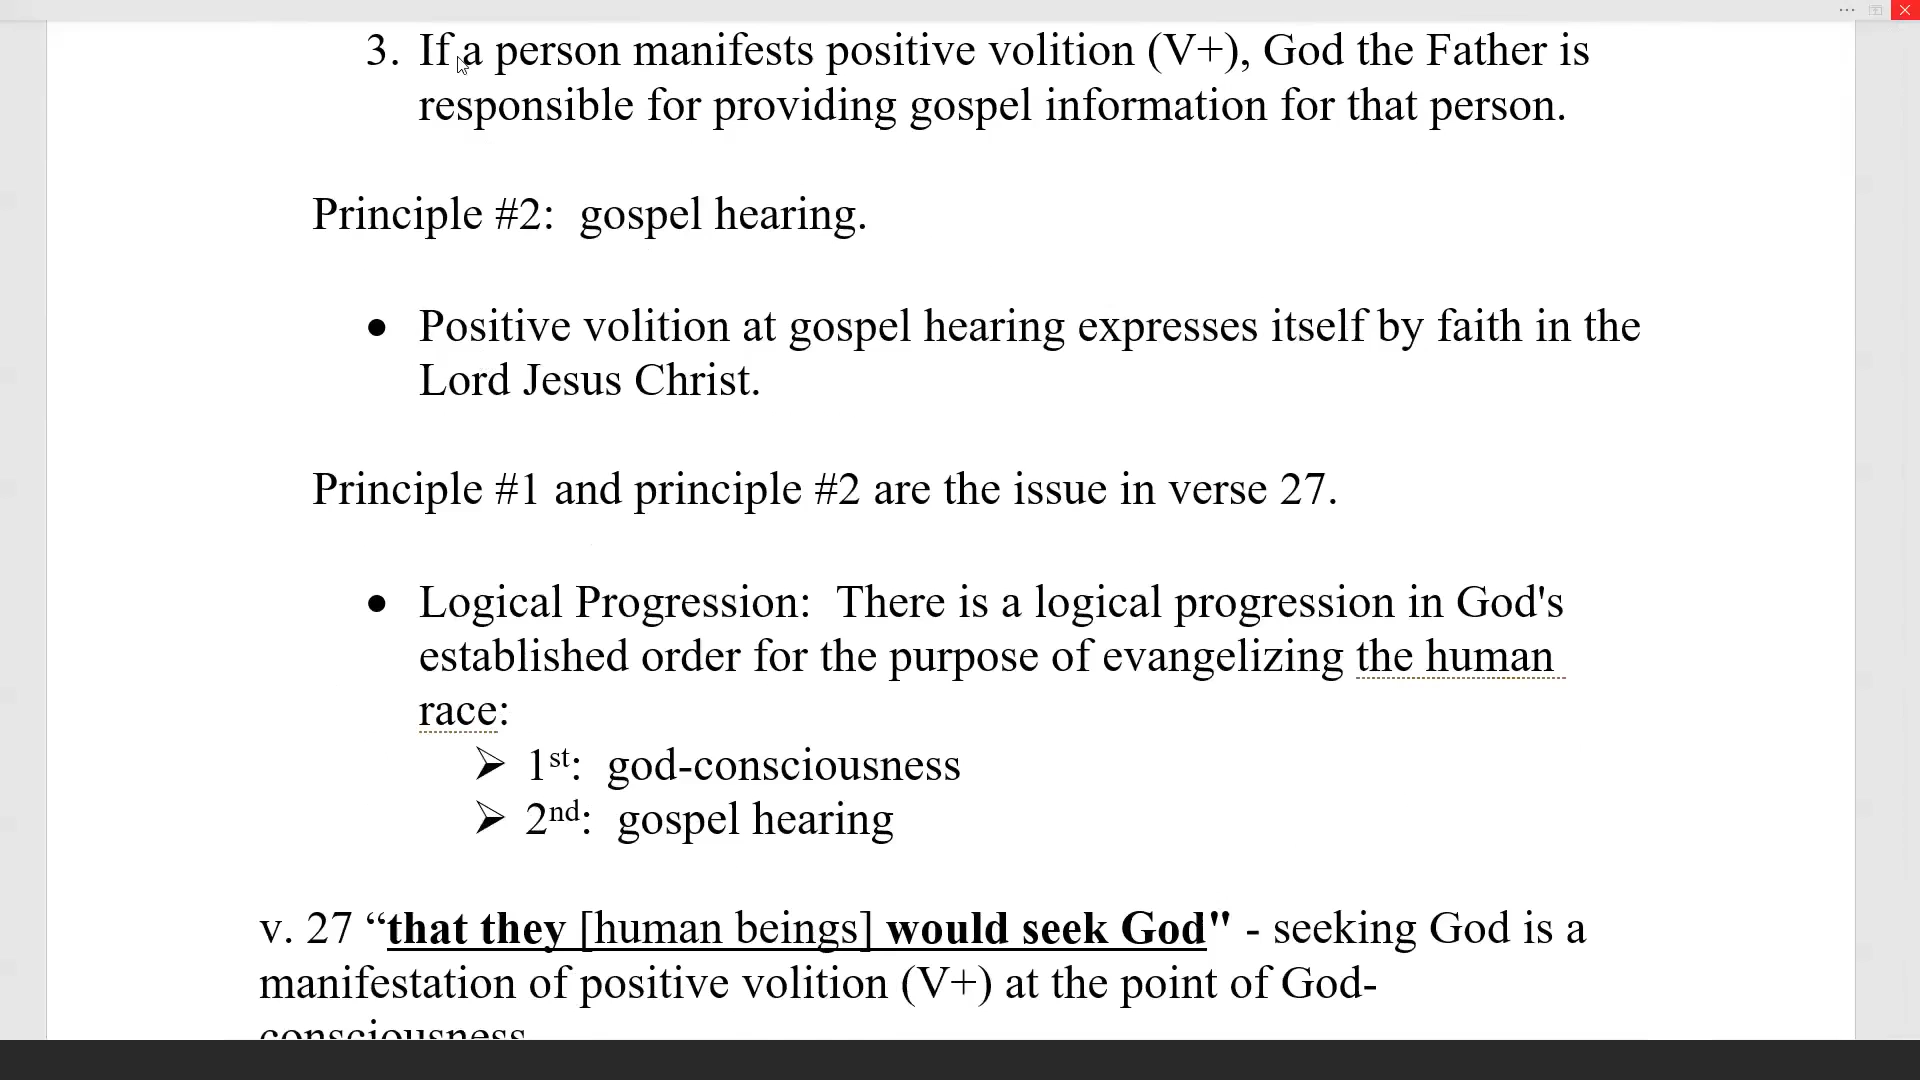 3. If a person manifests positive volition (V+), God the Father is
responsible for providing gospel information for that person.
Principle #2:  gospel hearing.
● Positive volition at gospel hearing expresses itself by faith in the
Lord Jesus Christ.
Principle #1 and principle #2 are the issue in verse 27.
● Logical Progression:  There is a logical progression in God's
established order for the purpose of evangelizing the human
race:
➢ 1st:  god-consciousness
➢ 2nd:  gospel hearing
v. 27 “that they [human beings] would seek God" - seeking God is a
manifestation of positive volition (V+) at the point of God-
consciousness